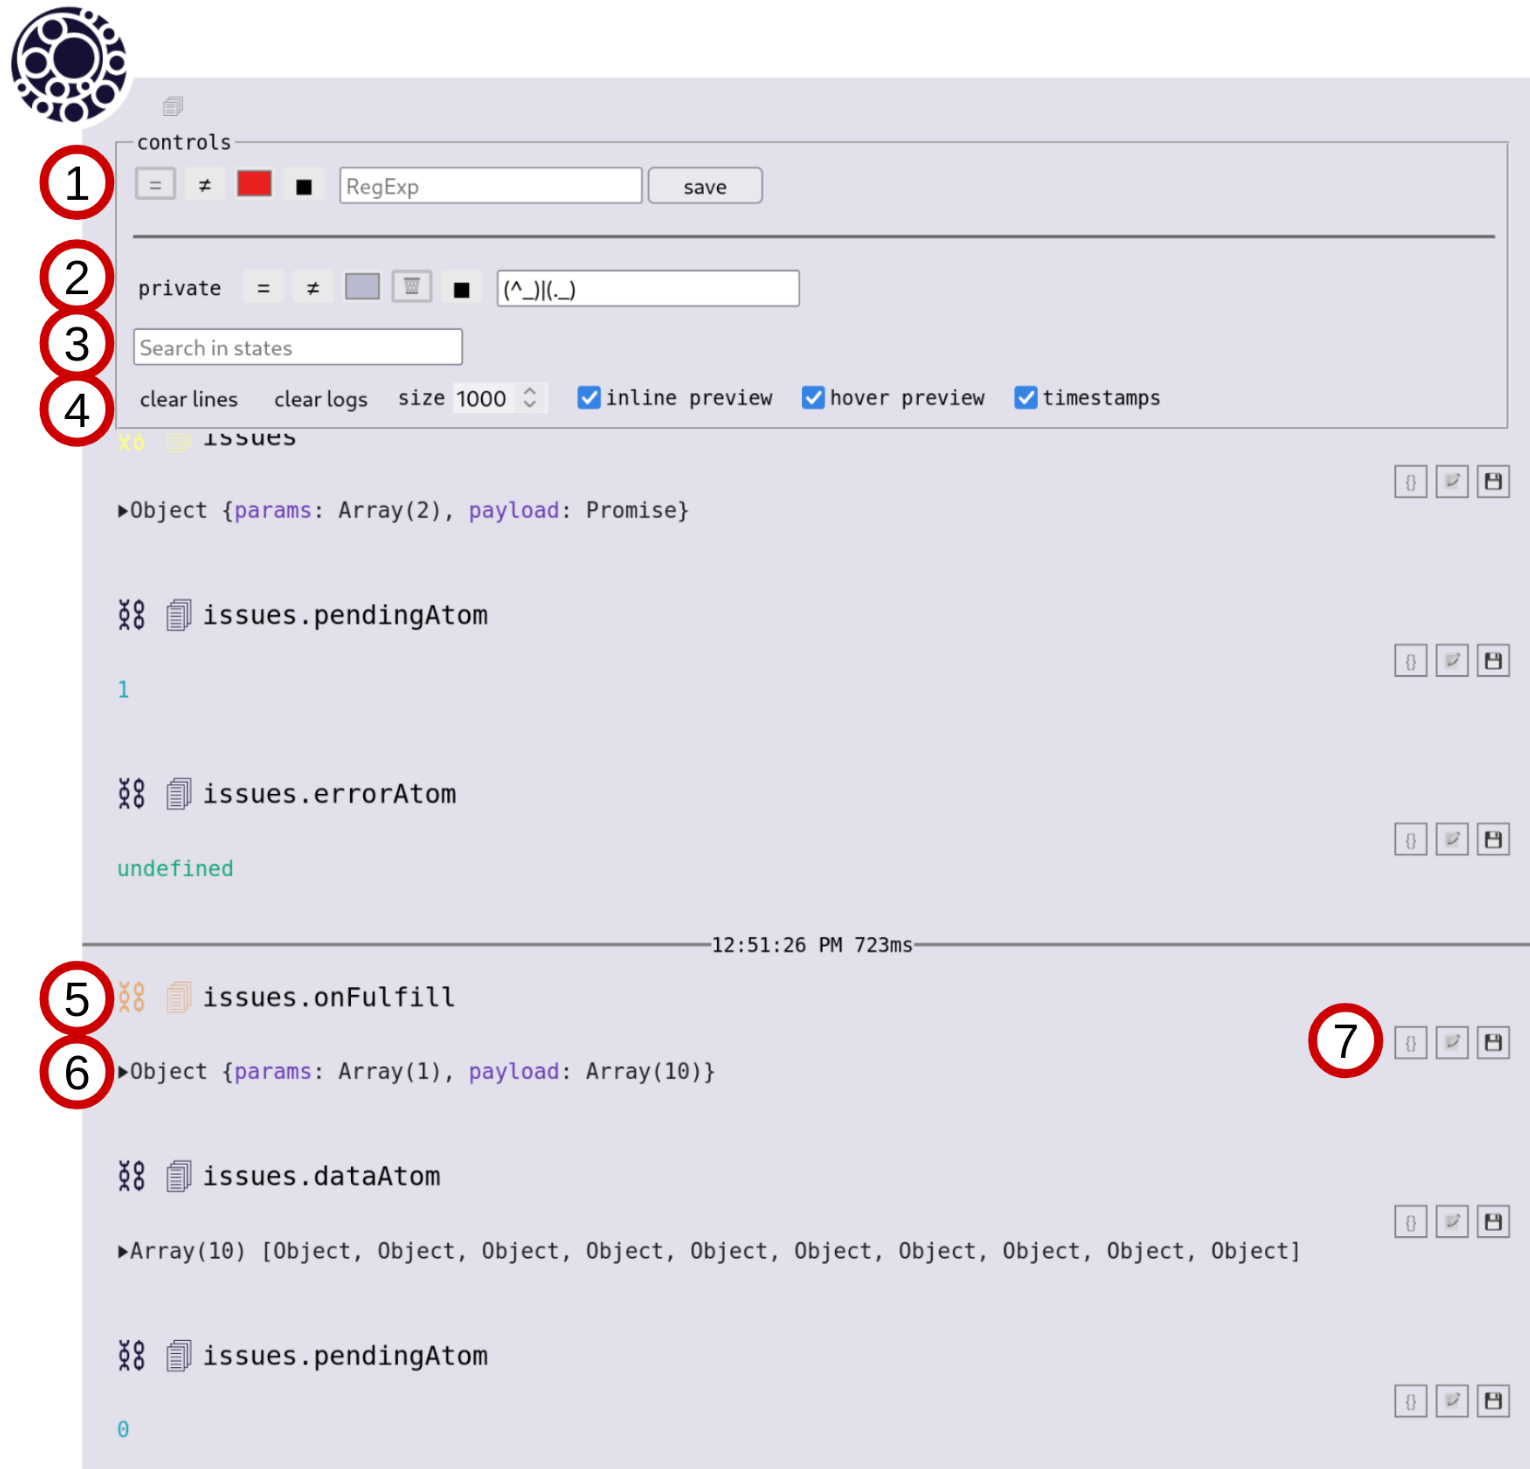 controls
1 = ≠ ■ RegExp save
2 private = ≠ ■ (^_)|(._)
3 Search in states
4 clear lines clear logs size 1000 inline preview hover preview timestamps
issues
{}
▸Object {params: Array(2), payload: Promise}
issues.pendingAtom
{}
1
issues.errorAtom
{}
undefined
12:51:26 PM 723ms
5 issues.onFulfill
7 {}
6 ▸Object {params: Array(1), payload: Array(10)}
issues.dataAtom
{}
▸Array(10) [Object, Object, Object, Object, Object, Object, Object, Object, Object, Object]
issues.pendingAtom
{}
0